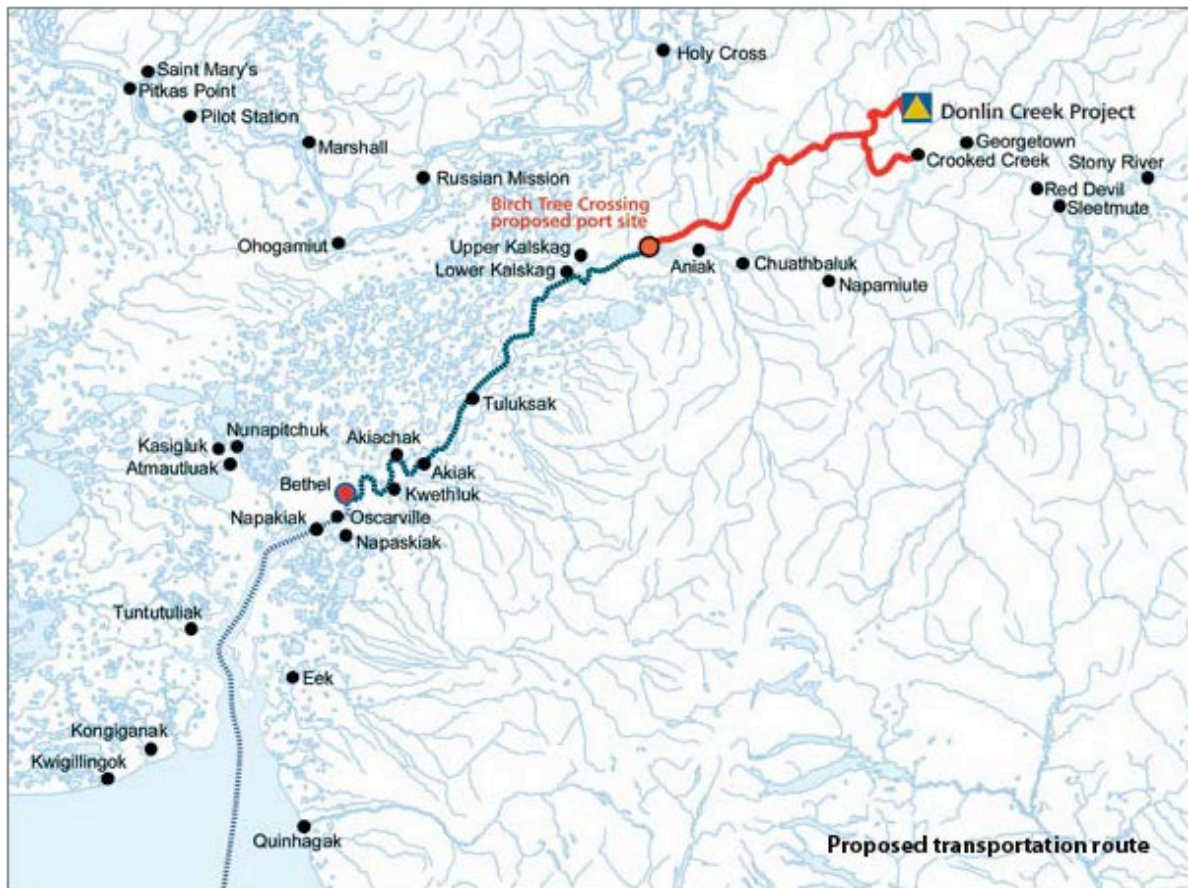 Holy Cross
Saint Mary's
Pitkas Point
Pilot Station
Donlin Creek Project
Marshall
Georgetown
Crooked Creek
Stony River
Russian Mission
Red Devil
Birch Tree Crossing
proposed port site
Sleetmute
Ohogamiut
Upper Kalskag
Lower Kalskag
Aniak
Chuathbaluk
Napamiute
Tuluksak
Nunapitchuk
Akiachak
Kasigluk
Atmautluak
Akiak
Bethel
Kwethluk
Napakiak
Oscarville
Napaskiak
Tuntutuliak
Eek
Kongiganak
Kwigillingok
Quinhagak
Proposed transportation route